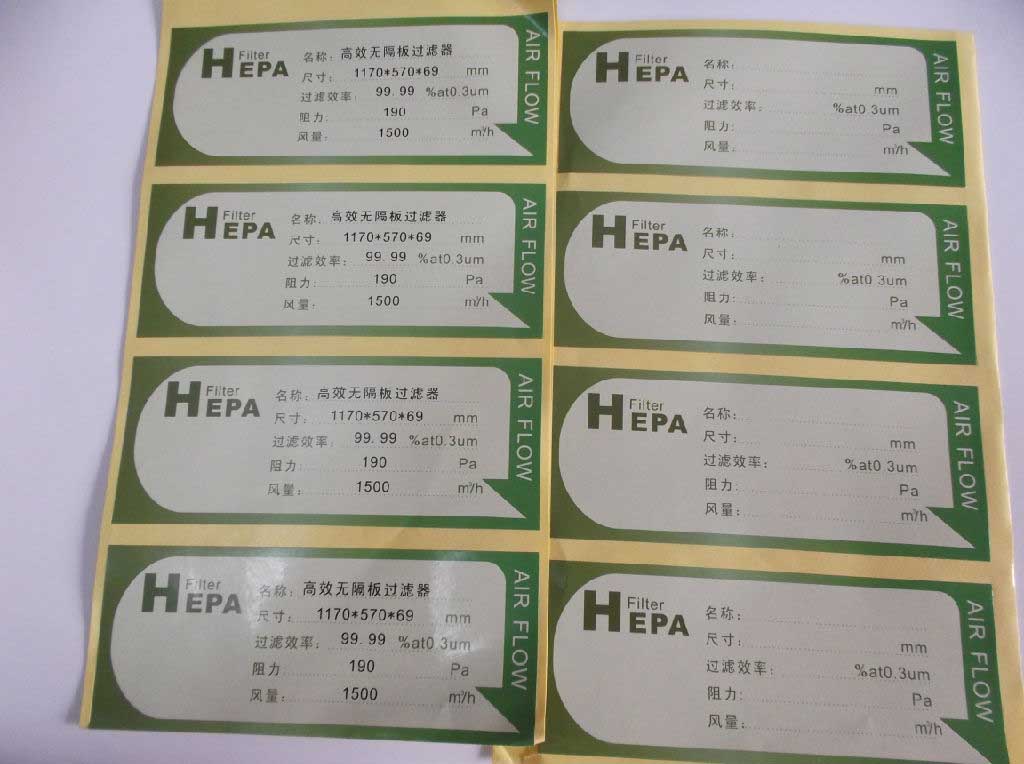 HEPA Filter
名称: 高效无隔板过滤器
尺寸: 1170*570*69 mm
过滤效率: 99.99 %at0.3um
阻力: 190 Pa
风量: 1500 m³/h
AIR FLOW
HEPA Filter
名称: 高效无隔板过滤器
尺寸: 1170*570*69 mm
过滤效率: 99.99 %at0.3um
阻力: 190 Pa
风量: 1500 m³/h
AIR FLOW
HEPA Filter
名称: 高效无隔板过滤器
尺寸: 1170*570*69 mm
过滤效率: 99.99 %at0.3um
阻力: 190 Pa
风量: 1500 m³/h
AIR FLOW
HEPA Filter
名称: 高效无隔板过滤器
尺寸: 1170*570*69 mm
过滤效率: 99.99 %at0.3um
阻力: 190 Pa
风量: 1500 m³/h
AIR FLOW
HEPA Filter
名称:
尺寸: mm
过滤效率: %at0.3um
阻力: Pa
风量: m³/h
AIR FLOW
HEPA Filter
名称:
尺寸: mm
过滤效率: %at0.3um
阻力: Pa
风量: m³/h
AIR FLOW
HEPA Filter
名称:
尺寸: mm
过滤效率: %at0.3um
阻力: Pa
风量: m³/h
AIR FLOW
HEPA Filter
名称:
尺寸: mm
过滤效率: %at0.3um
阻力: Pa
风量: m³/h
AIR FLOW